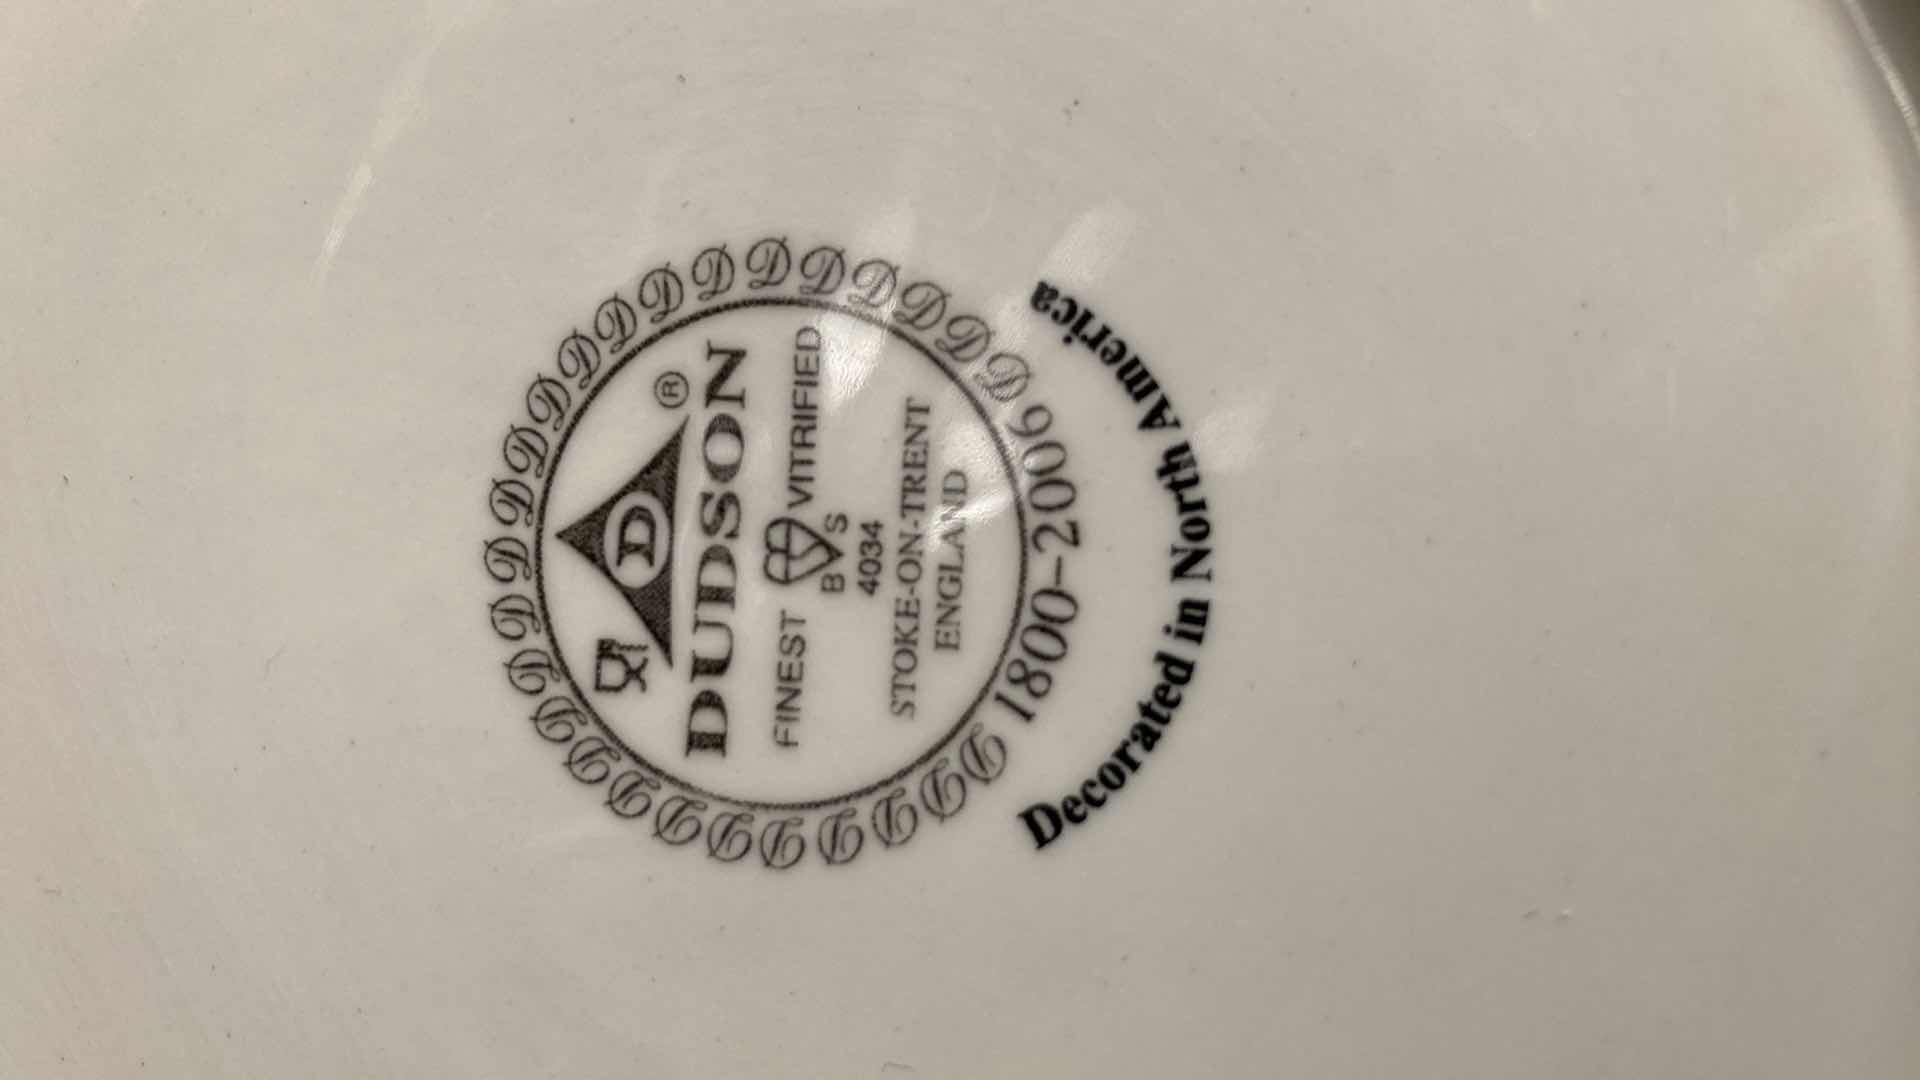 D D D D D D D D D D D D D D D D D D D D D D D D D D
D
®
DUDSON
FINEST VITRIFIED
B S
4034
STOKE-ON-TRENT
ENGLAND
1800-2006
Decorated in North America